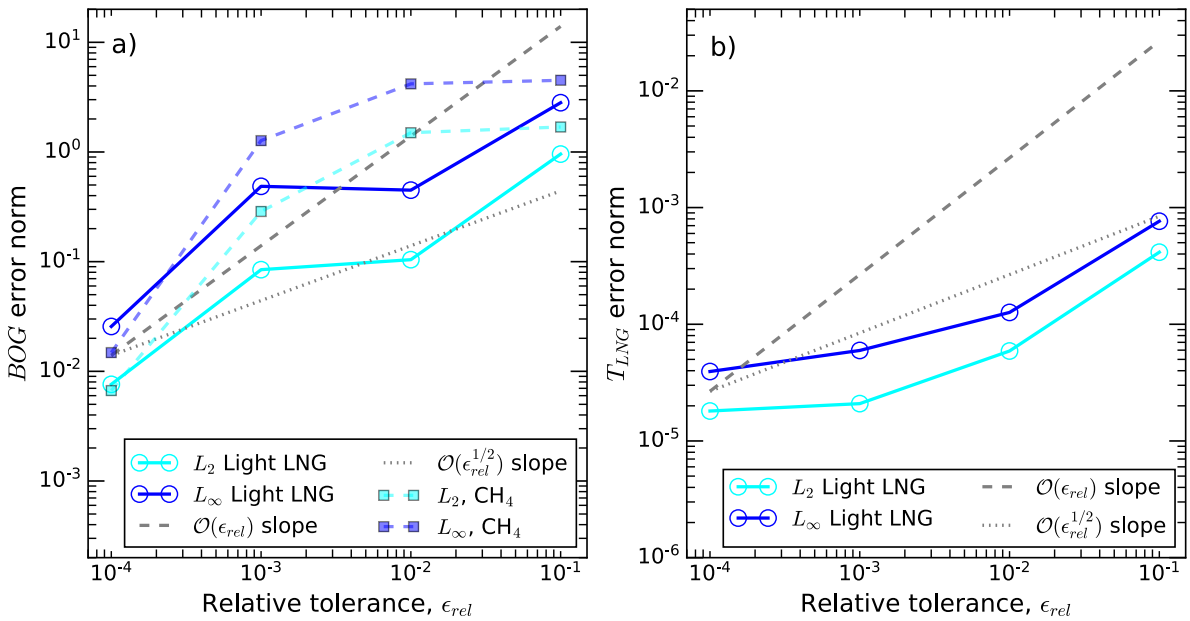 a)
BOG error norm
10¹
10⁰
10⁻¹
10⁻²
10⁻³
L₂ Light LNG
L∞ Light LNG
O(ϵ_rel) slope
O(ϵ_rel^1/2) slope
L₂, CH₄
L∞, CH₄
10⁻⁴ 10⁻³ 10⁻² 10⁻¹
Relative tolerance, ϵ_rel
b)
T_LNG error norm
10⁻²
10⁻³
10⁻⁴
10⁻⁵
10⁻⁶
L₂ Light LNG
L∞ Light LNG
O(ϵ_rel) slope
O(ϵ_rel^1/2) slope
10⁻⁴ 10⁻³ 10⁻² 10⁻¹
Relative tolerance, ϵ_rel